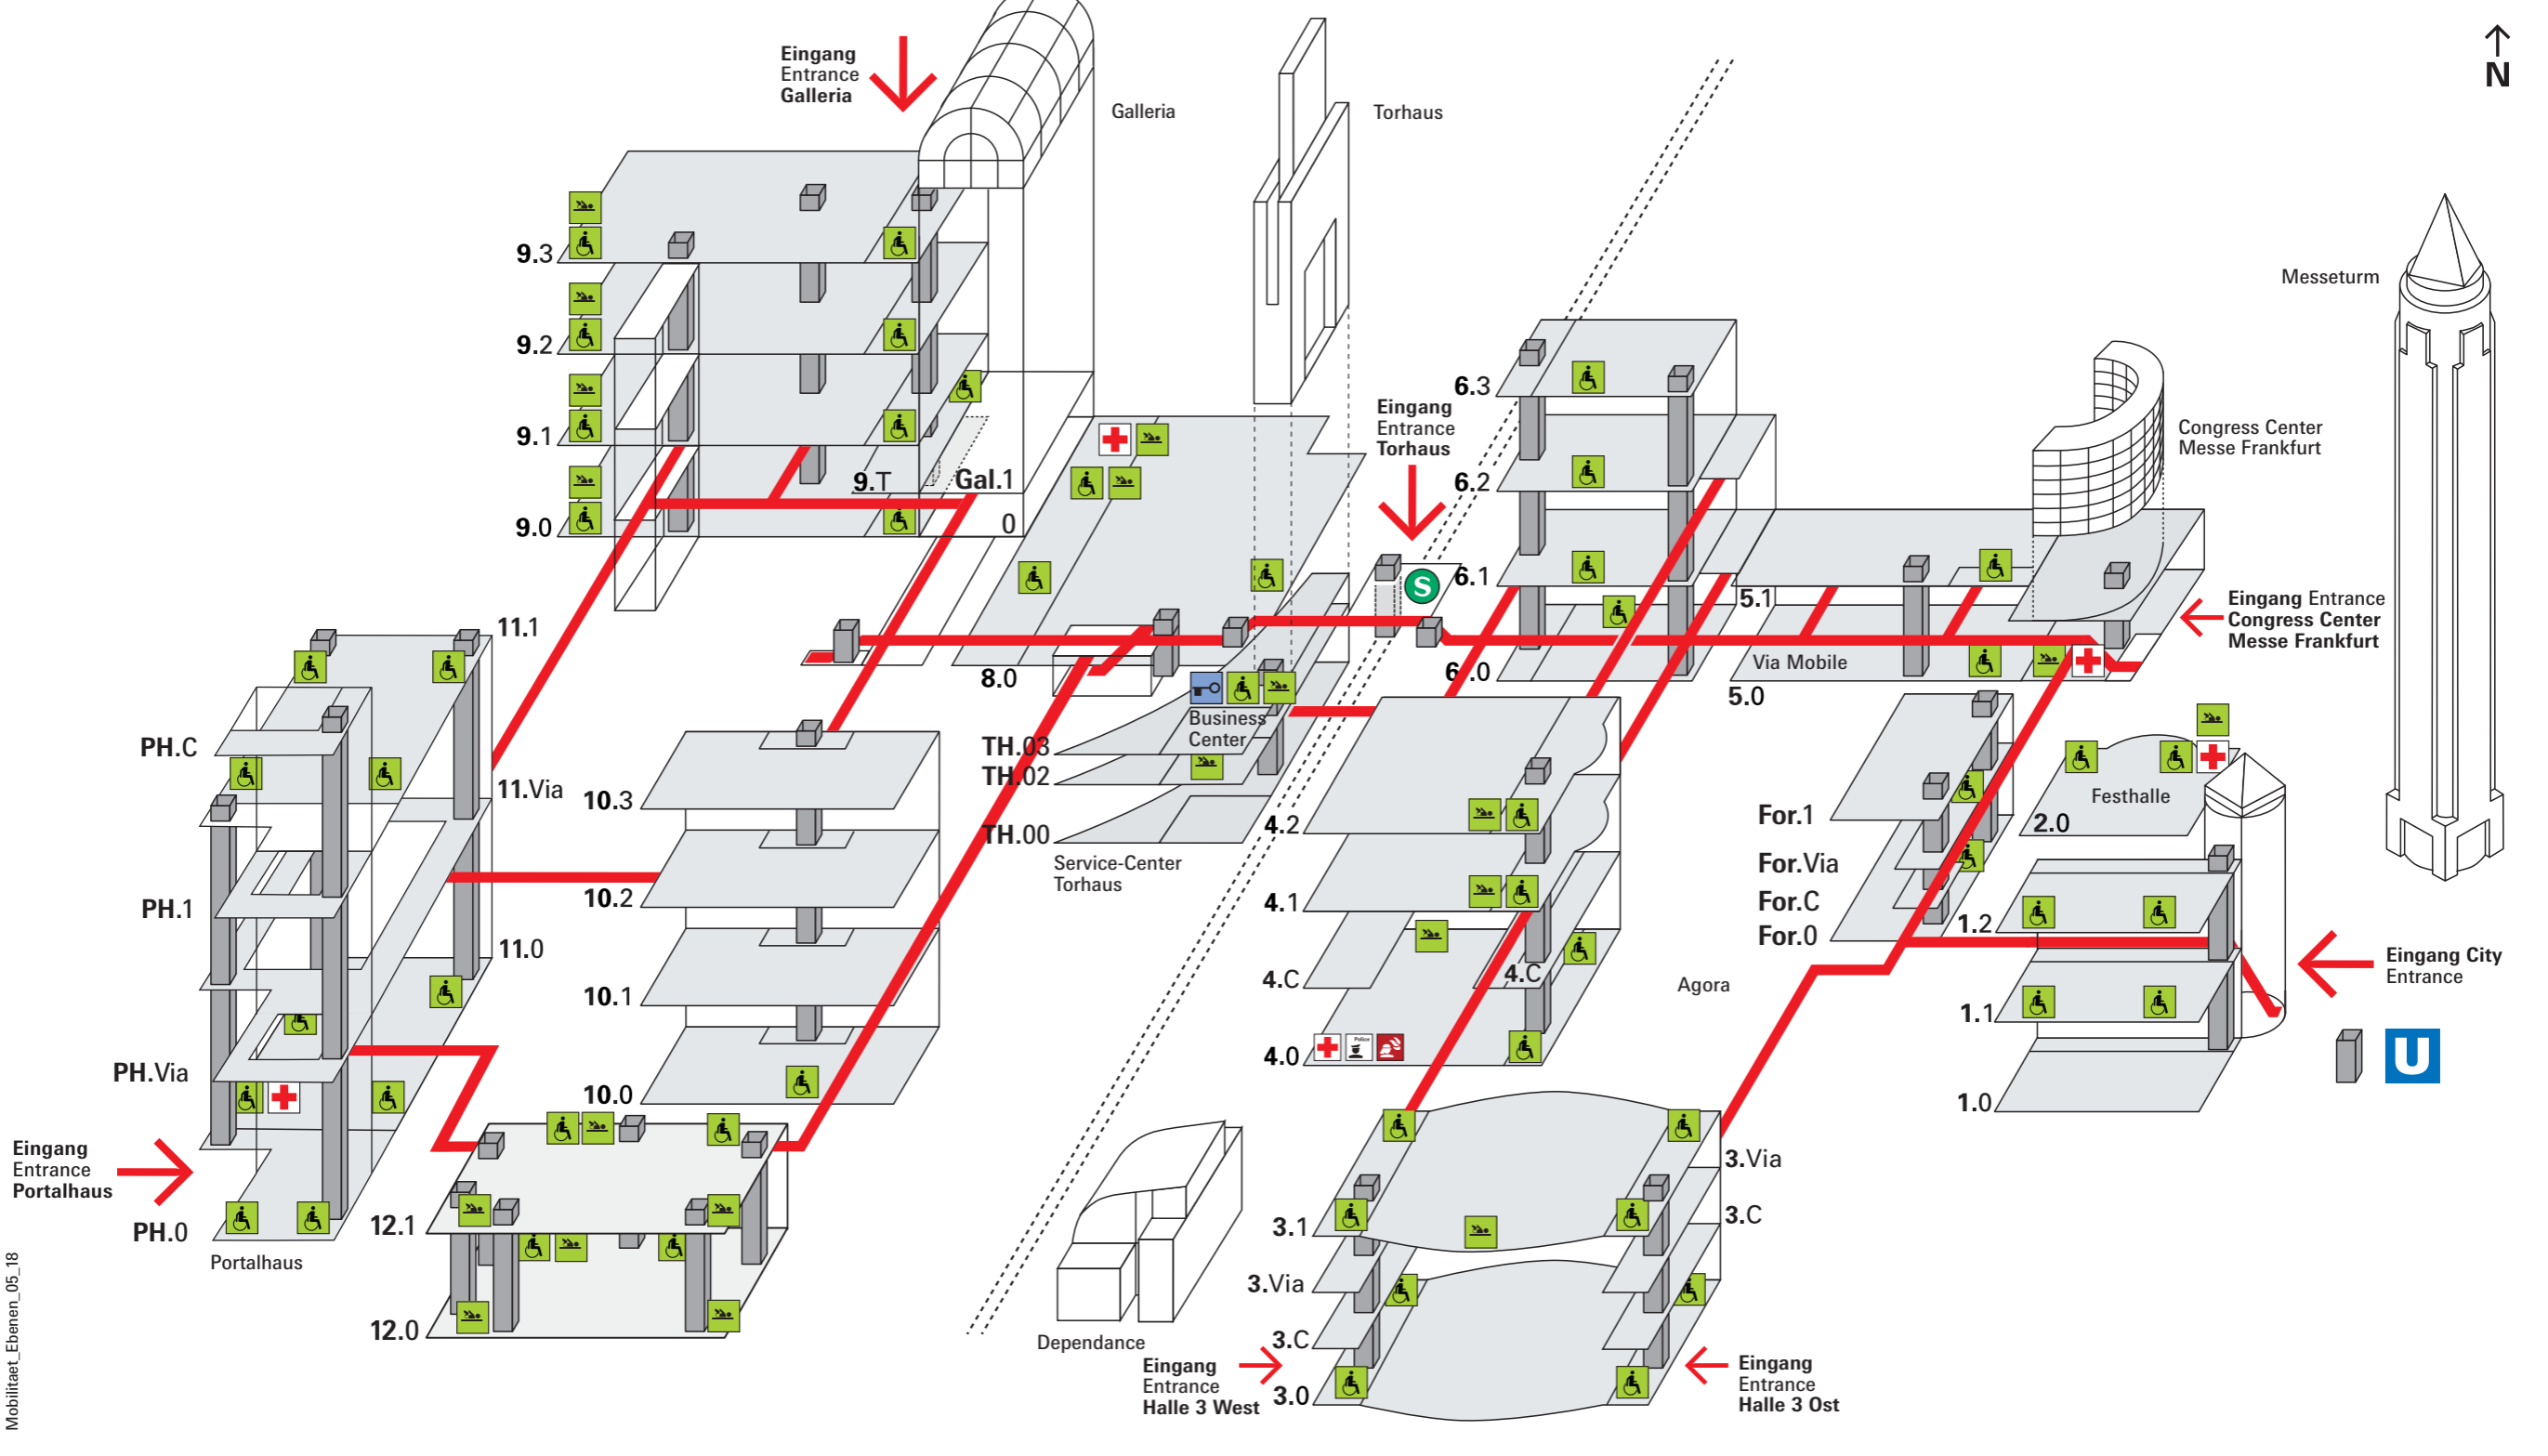 Eingang
Entrance
Galleria
Galleria
Torhaus
N
Messeturm
9.3
9.2
9.1
9.T
Gal.1
9.0
0
Eingang
Entrance
Torhaus
S
6.3
6.2
6.1
6.0
Congress Center
Messe Frankfurt
5.1
Via Mobile
5.0
Eingang Entrance
Congress Center
Messe Frankfurt
11.1
11.Via
11.0
PH.C
PH.1
PH.Via
PH.0
Portalhaus
Eingang
Entrance
Portalhaus
10.3
10.2
10.1
10.0
8.0
Business
Center
TH.03
TH.02
TH.00
Service-Center
Torhaus
4.2
4.1
4.C
4.C
4.0
Police
Agora
For.1
For.Via
For.C
For.0
Festhalle
2.0
1.2
1.1
1.0
Eingang City
Entrance
U
12.1
12.0
Dependance
3.1
3.Via
3.C
3.0
3.Via
3.C
Eingang
Entrance
Halle 3 West
Eingang
Entrance
Halle 3 Ost
Mobilitaet_Ebenen_05_18